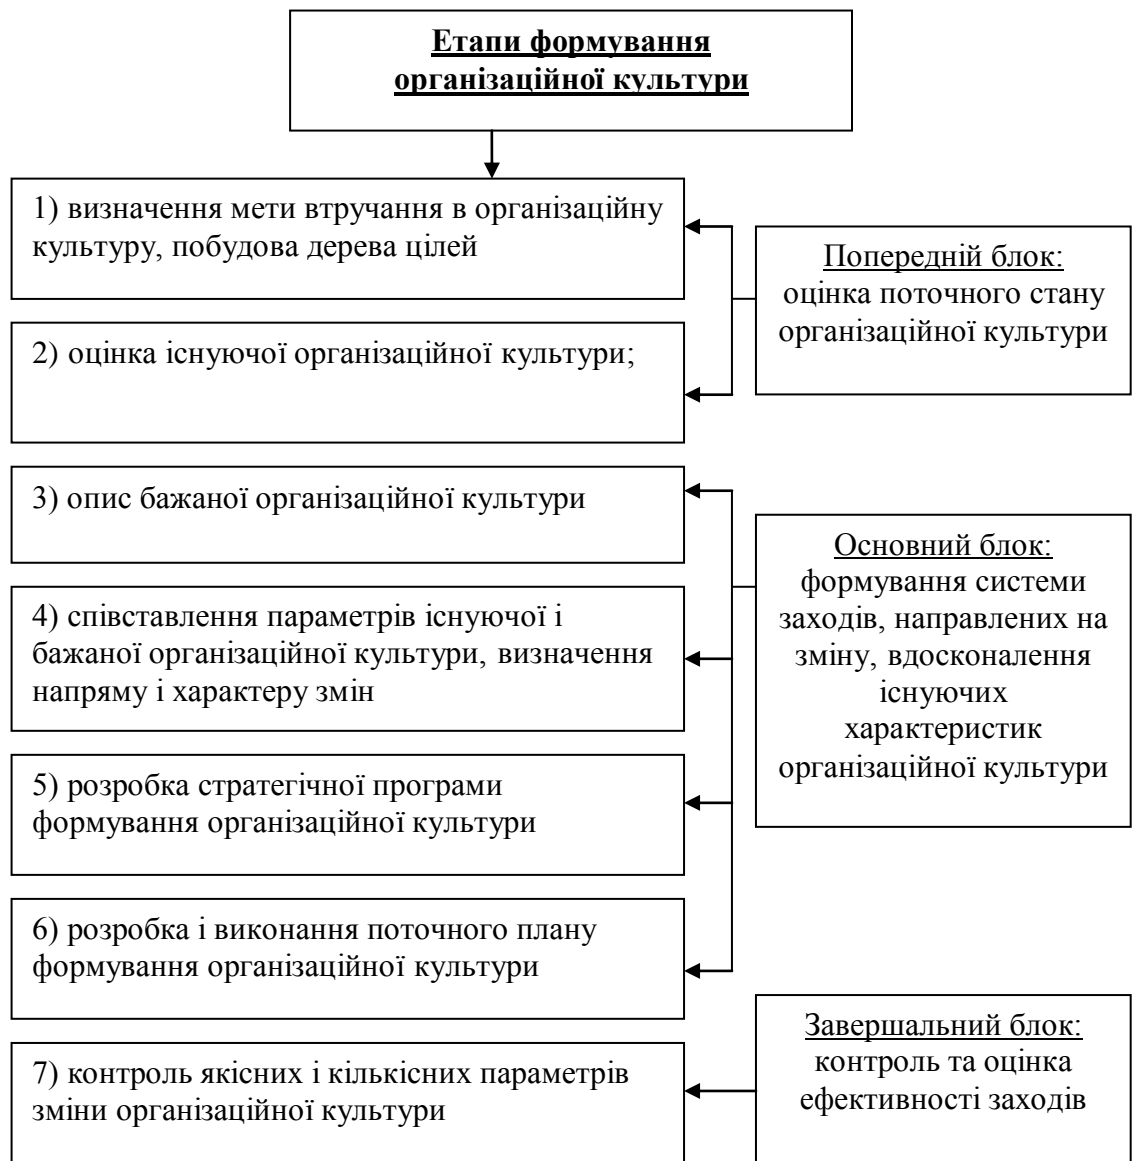 Етапи формування
організаційної культури
1) визначення мети втручання в організаційну
культуру, побудова дерева цілей
Попередній блок:
оцінка поточного стану
організаційної культури
2) оцінка існуючої організаційної культури;
3) опис бажаної організаційної культури
Основний блок:
формування системи
заходів, направлених на
зміну, вдосконалення
існуючих
характеристик
організаційної культури
4) співставлення параметрів існуючої і
бажаної організаційної культури, визначення
напряму і характеру змін
5) розробка стратегічної програми
формування організаційної культури
6) розробка і виконання поточного плану
формування організаційної культури
7) контроль якісних і кількісних параметрів
зміни організаційної культури
Завершальний блок:
контроль та оцінка
ефективності заходів